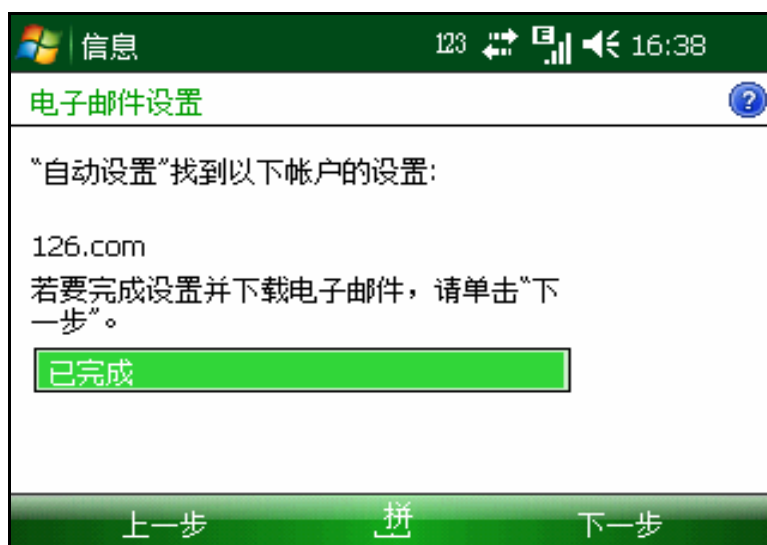 信息 123 E 16:38
电子邮件设置 ?
“自动设置”找到以下帐户的设置:
126.com
若要完成设置并下载电子邮件，请单击“下
一步”。
已完成
上一步 拼 下一步